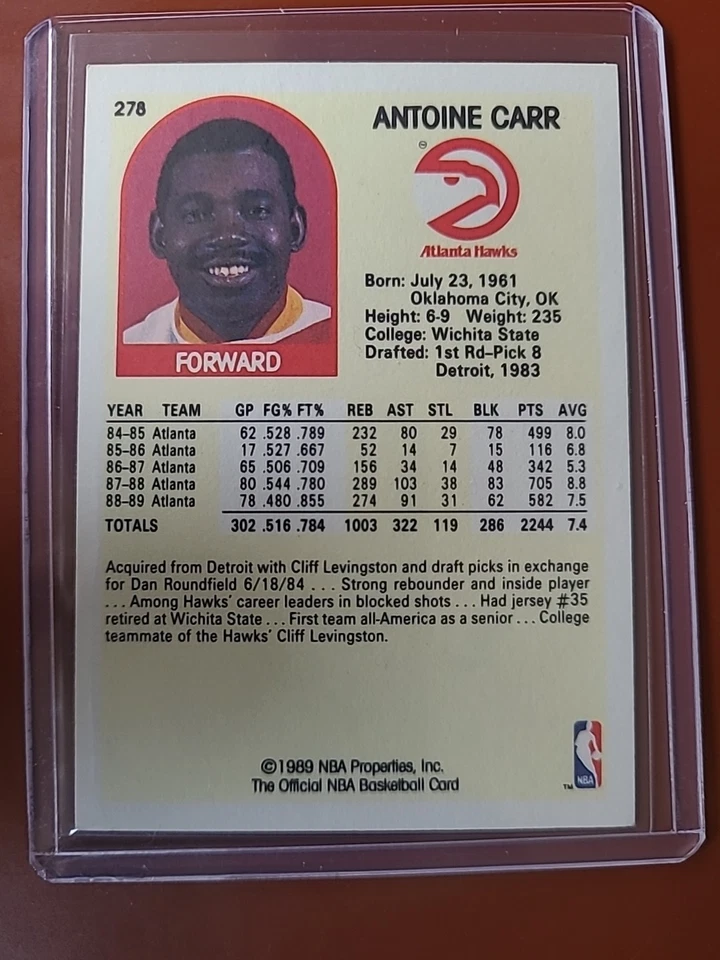 278
ANTOINE CARR
Atlanta Hawks
FORWARD
Born: July 23, 1961
Oklahoma City, OK
Height: 6-9 Weight: 235
College: Wichita State
Drafted: 1st Rd–Pick 8
Detroit, 1983
YEAR TEAM GP FG% FT% REB AST STL BLK PTS AVG
84–85 Atlanta 62 .528 .789 232 80 29 78 499 8.0
85–86 Atlanta 17 .527 .667 52 14 7 15 116 6.8
86–87 Atlanta 65 .506 .709 156 34 14 48 342 5.3
87–88 Atlanta 80 .544 .780 289 103 38 83 705 8.8
88–89 Atlanta 78 .480 .855 274 91 31 62 582 7.5
TOTALS 302 .516 .784 1003 322 119 286 2244 7.4
Acquired from Detroit with Cliff Levingston and draft picks in exchange
for Dan Roundfield 6/18/84 . . . Strong rebounder and inside player
. . . Among Hawks' career leaders in blocked shots . . . Had jersey #35
retired at Wichita State . . . First team all-America as a senior . . . College
teammate of the Hawks' Cliff Levingston.
©1989 NBA Properties, Inc.
The Official NBA Basketball Card
TM NBA